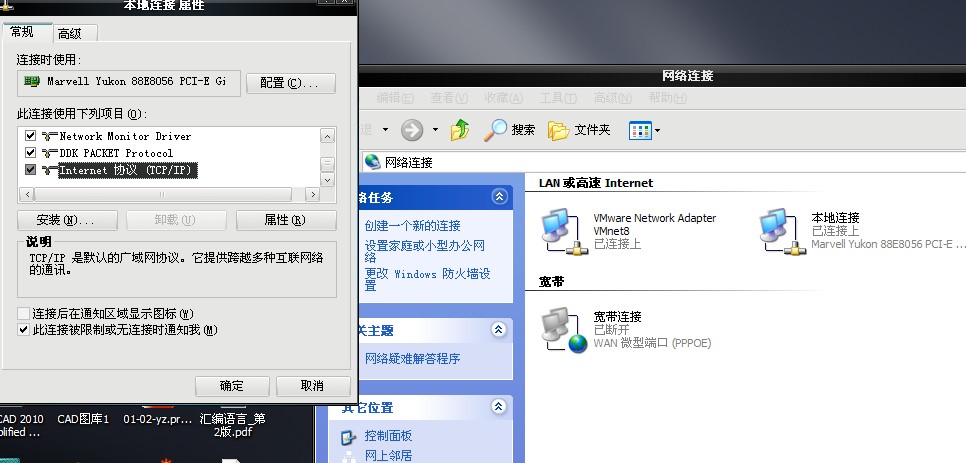 本地连接 属性
常规
高级
连接时使用:
Marvell Yukon 88E8056 PCI-E Gi
配置(C)...
此连接使用下列项目(O):
Network Monitor Driver
DDK PACKET Protocol
Internet 协议 (TCP/IP)
安装(N)...
卸载(U)
属性(R)
说明
TCP/IP 是默认的广域网协议。它提供跨越多种互联网络
的通讯。
连接后在通知区域显示图标(W)
此连接被限制或无连接时通知我(M)
确定
取消
CAD 2010
plified ...
CAD图库1
01-02-yz.pr...
汇编语言_第
2版.pdf
网络连接
编辑(E)
查看(V)
收藏(A)
工具(T)
高级(N)
帮助(H)
退
搜索
文件夹
网络连接
络任务
创建一个新的连接
设置家庭或小型办公网
络
更改 Windows 防火墙设
置
关主题
网络疑难解答程序
其它位置
控制面板
网上邻居
LAN 或高速 Internet
VMware Network Adapter
VMnet8
已连接上
本地连接
已连接上
Marvell Yukon 88E8056 PCI-E ...
宽带
宽带连接
已断开
WAN 微型端口 (PPPOE)